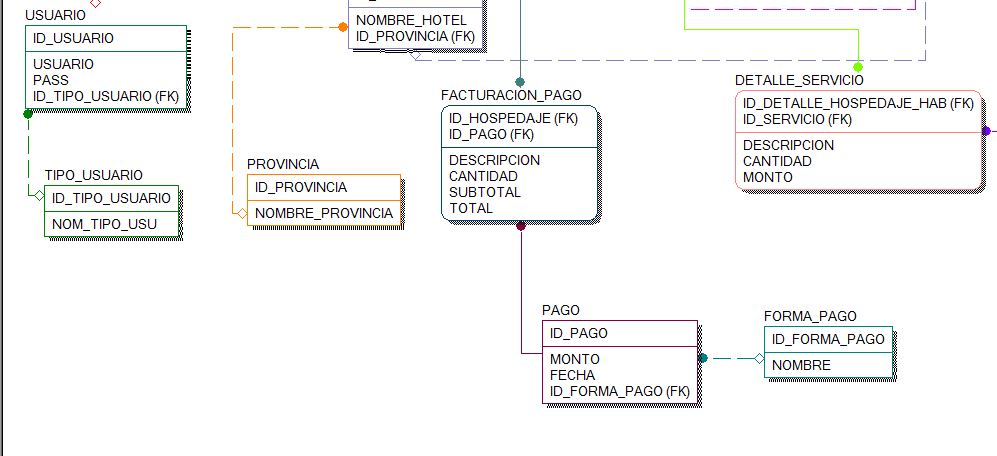 USUARIO
ID_USUARIO
USUARIO
PASS
ID_TIPO_USUARIO (FK)
TIPO_USUARIO
ID_TIPO_USUARIO
NOM_TIPO_USU
NOMBRE_HOTEL
ID_PROVINCIA (FK)
PROVINCIA
ID_PROVINCIA
NOMBRE_PROVINCIA
FACTURACION_PAGO
ID_HOSPEDAJE (FK)
ID_PAGO (FK)
DESCRIPCION
CANTIDAD
SUBTOTAL
TOTAL
DETALLE_SERVICIO
ID_DETALLE_HOSPEDAJE_HAB (FK)
ID_SERVICIO (FK)
DESCRIPCION
CANTIDAD
MONTO
PAGO
ID_PAGO
MONTO
FECHA
ID_FORMA_PAGO (FK)
FORMA_PAGO
ID_FORMA_PAGO
NOMBRE